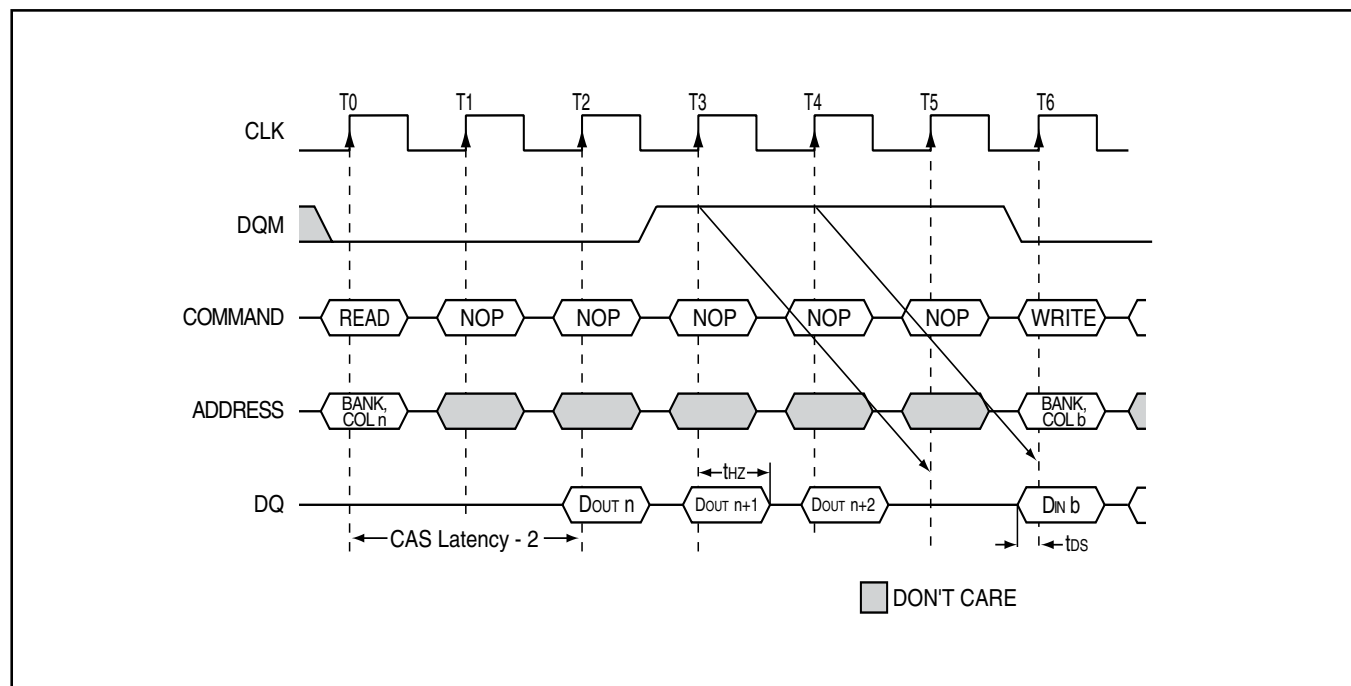 T0 T1 T2 T3 T4 T5 T6
CLK
DQM
COMMAND READ NOP NOP NOP NOP NOP WRITE
ADDRESS BANK, COL n BANK, COL b
tHZ
DQ DOUT n DOUT n+1 DOUT n+2 DIN b
CAS Latency - 2 tDS
DON'T CARE